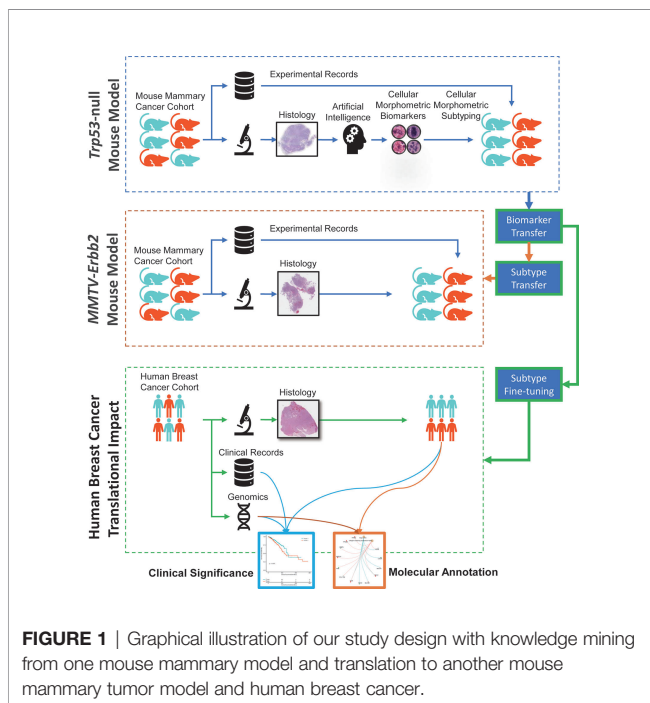 Trp53-null
Mouse Model
Experimental Records
Mouse Mammary
Cancer Cohort
Histology
Artificial
Intelligence
Cellular
Morphometric
Biomarkers
Cellular
Morphometric
Subtyping
Biomarker
Transfer
Subtype
Transfer
MMTV-Erbb2
Mouse Model
Experimental Records
Mouse Mammary
Cancer Cohort
Histology
Subtype
Fine-tuning
Human Breast Cancer
Translational Impact
Human Breast
Cancer Cohort
Histology
Clinical Records
Genomics
Clinical Significance
Molecular Annotation
FIGURE 1 | Graphical illustration of our study design with knowledge mining
from one mouse mammary model and translation to another mouse
mammary tumor model and human breast cancer.